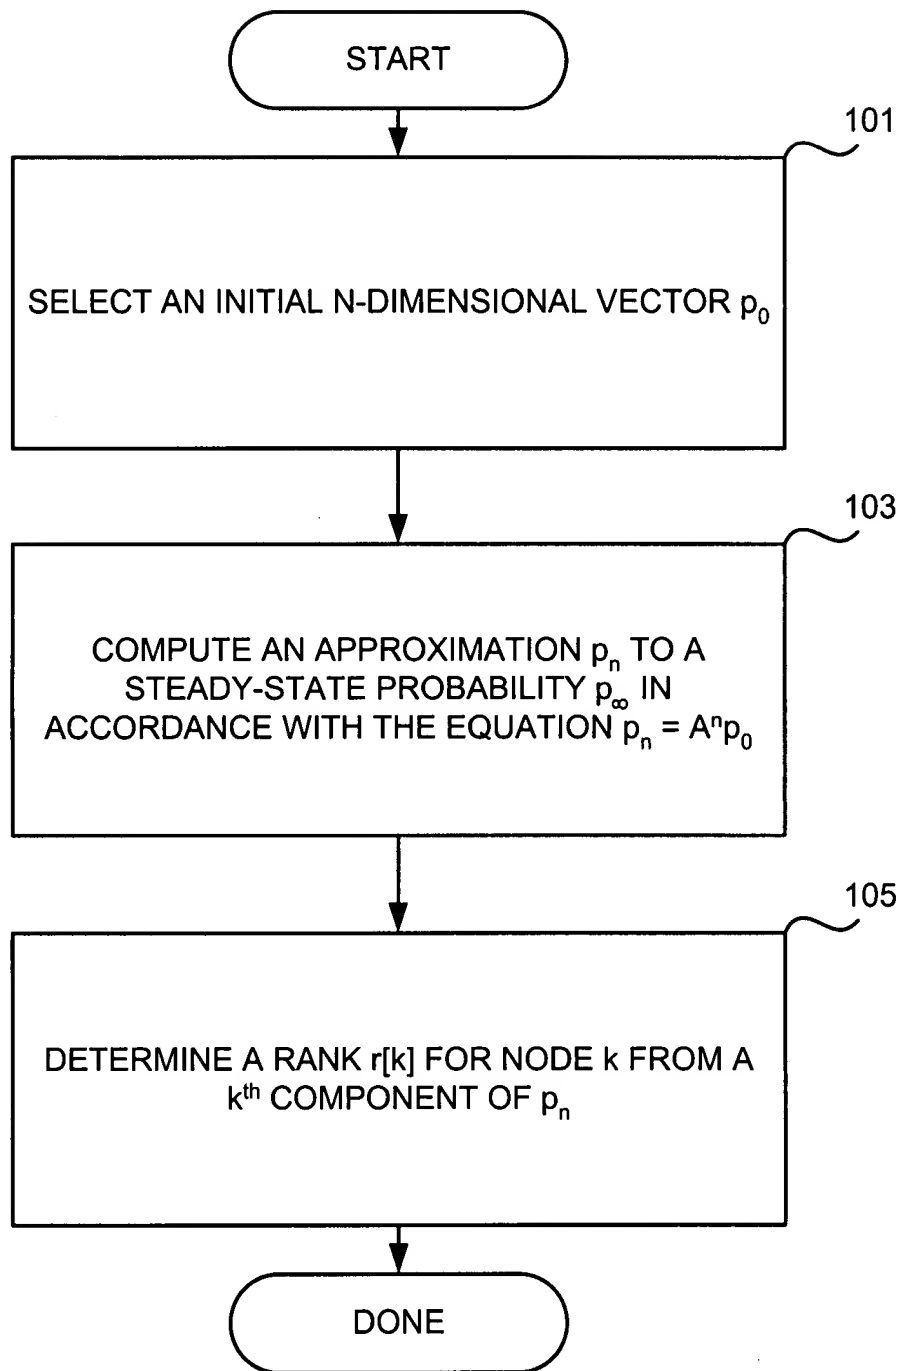 START
101
SELECT AN INITIAL N-DIMENSIONAL VECTOR p₀
103
COMPUTE AN APPROXIMATION pₙ TO A
STEADY-STATE PROBABILITY p∞ IN
ACCORDANCE WITH THE EQUATION pₙ = Aⁿp₀
105
DETERMINE A RANK r[k] FOR NODE k FROM A
kᵗʰ COMPONENT OF pₙ
DONE